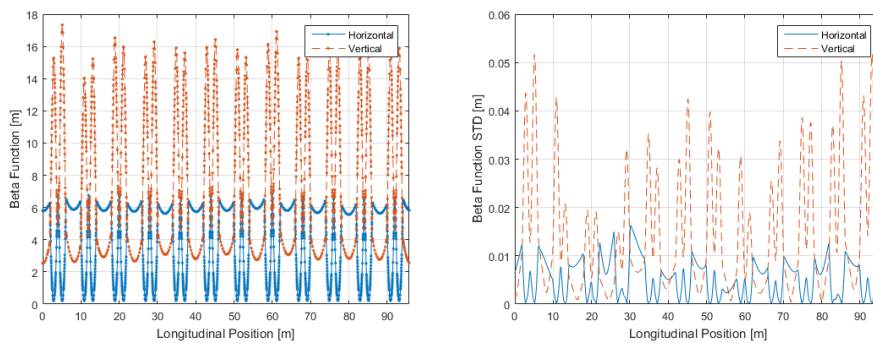 18
16
14
12
10
8
6
4
2
0
Beta Function [m]
0 10 20 30 40 50 60 70 80 90
Longitudinal Position [m]
Horizontal
Vertical
0.06
0.05
0.04
0.03
0.02
0.01
0
Beta Function STD [m]
0 10 20 30 40 50 60 70 80 90
Longitudinal Position [m]
Horizontal
Vertical